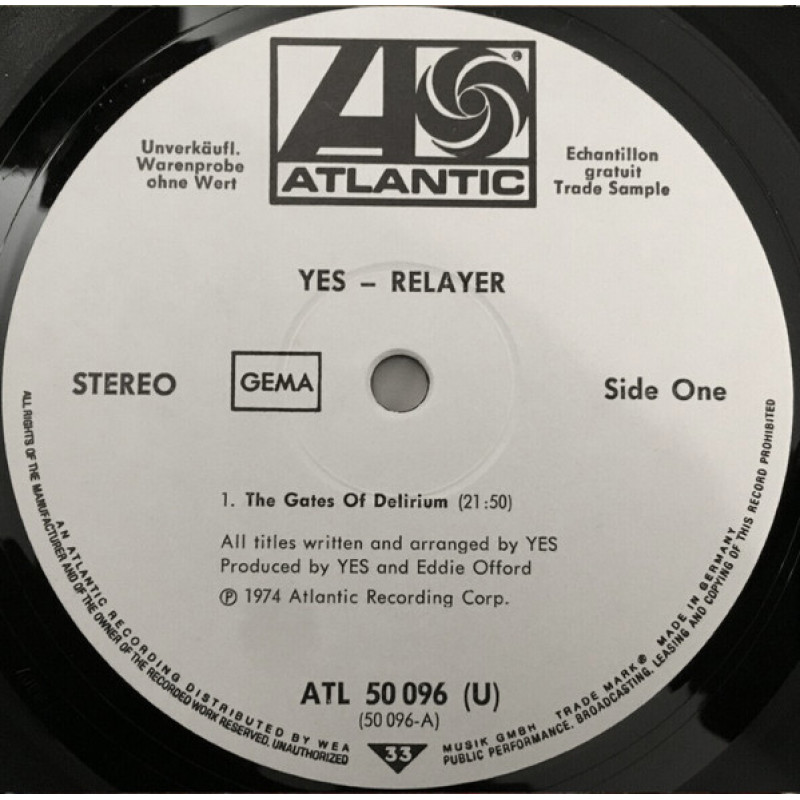 ATLANTIC
®
Unverkäufl.
Warenprobe
ohne Wert
Echantillon
gratuit
Trade Sample
YES – RELAYER
STEREO
GEMA
Side One
1. The Gates Of Delirium (21:50)
All titles written and arranged by YES
Produced by YES and Eddie Offord
℗ 1974 Atlantic Recording Corp.
ATL 50 096 (U)
(50 096-A)
33
AN ATLANTIC RECORDING DISTRIBUTED BY WEA MUSIK GMBH TRADE MARK ® MADE IN GERMANY
ALL RIGHTS OF THE MANUFACTURER AND OF THE OWNER OF THE RECORDED WORK RESERVED. UNAUTHORIZED PUBLIC PERFORMANCE, BROADCASTING, LEASING AND COPYING OF THIS RECORD PROHIBITED